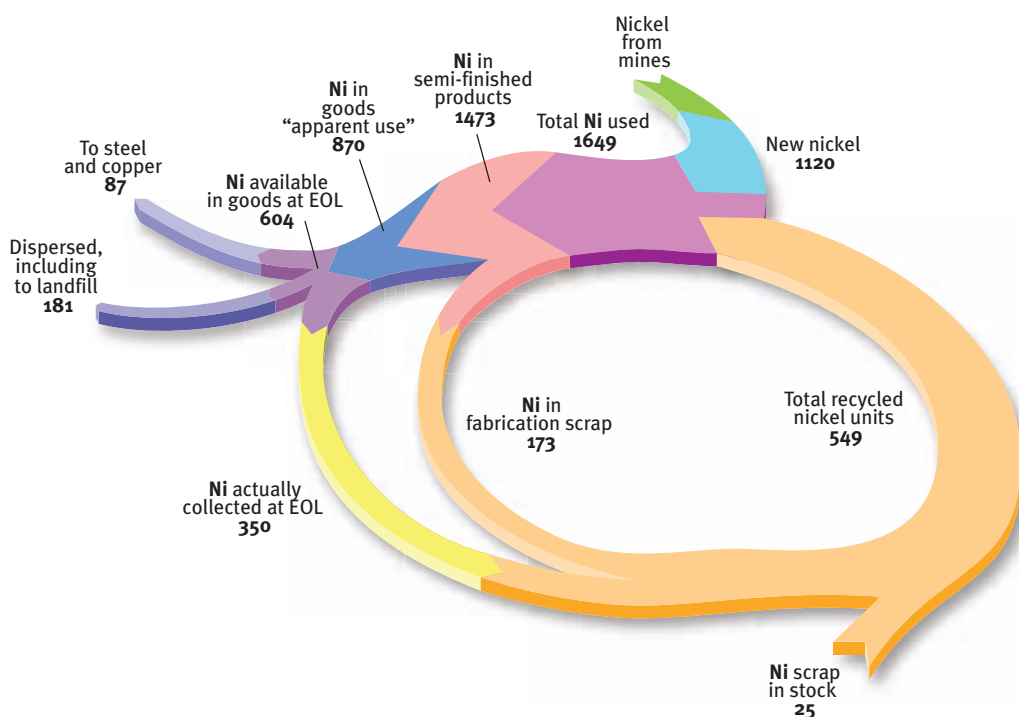 Nickel
from
mines
Ni in
semi-finished
products
1473
Ni in
goods
“apparent use”
870
Total Ni used
1649
New nickel
1120
To steel
and copper
87
Ni available
in goods at EOL
604
Dispersed,
including
to landfill
181
Ni in
fabrication scrap
173
Total recycled
nickel units
549
Ni actually
collected at EOL
350
Ni scrap
in stock
25